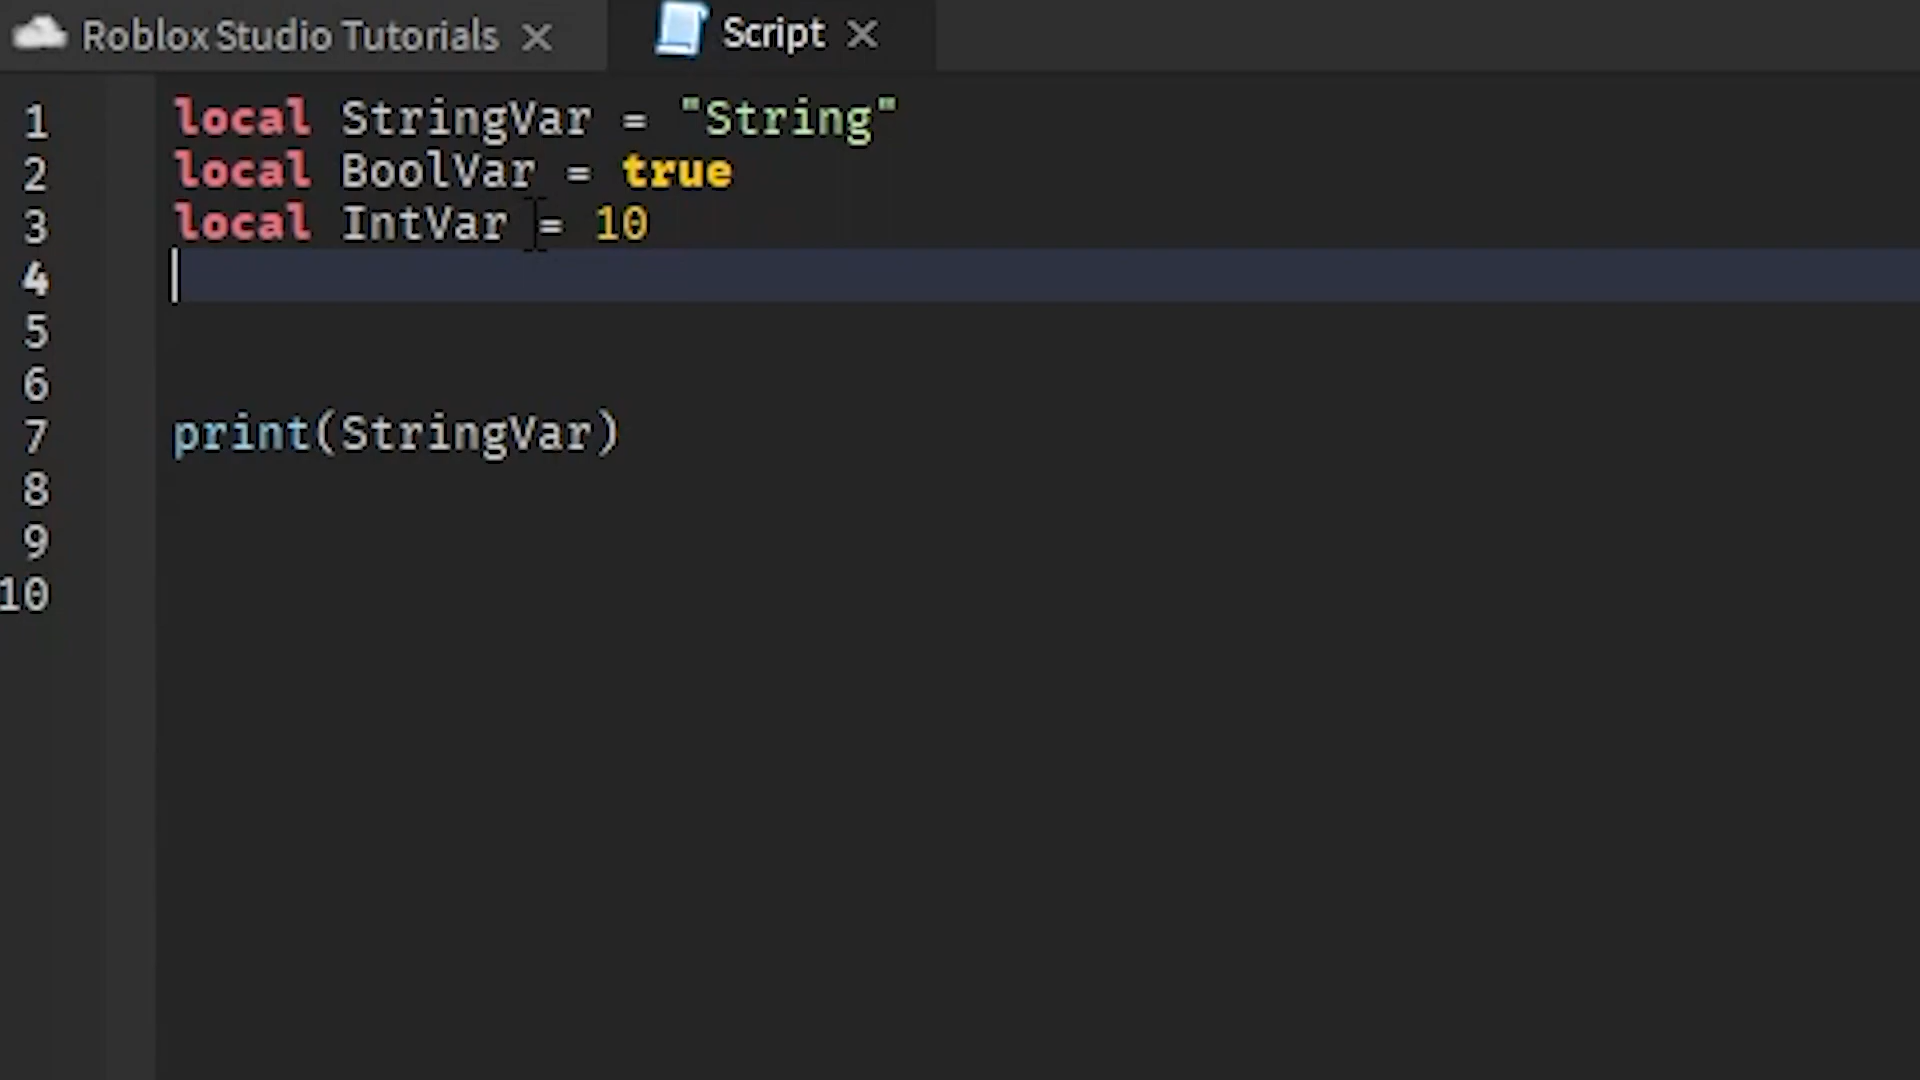 Roblox Studio Tutorials
Script
1 local StringVar = "String"
2 local BoolVar = true
3 local IntVar = 10
4
5
6
7 print(StringVar)
8
9
10